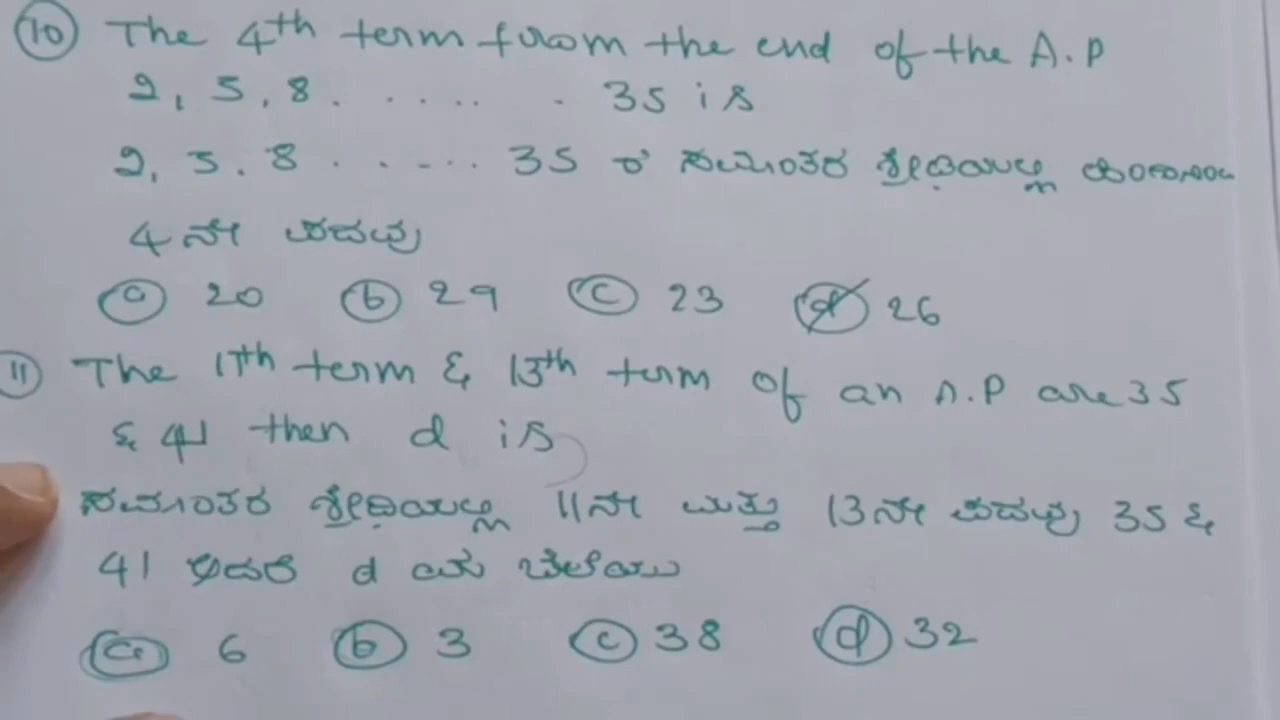 10 The 4th term from the end of the A.P
2, 5, 8. . . . . . . 35 is
2, 5. 8 . . . . . . 35 ರ ಸಮಾಂತರ ಶ್ರೇಢಿಯಲ್ಲಿ
4 ನೇ ಪದವು
a 20 b 29 c 23 d 26
11 The 11th term & 13th term of an A.P are 35
& 41 then d is
ಸಮಾಂತರ ಶ್ರೇಢಿಯಲ್ಲಿ 11ನೇ ಮತ್ತು 13ನೇ ಪದವು 35 &
41 ಆದರೆ d ಯ ಬೆಲೆಯು
a 6 b 3 c 38 d 32